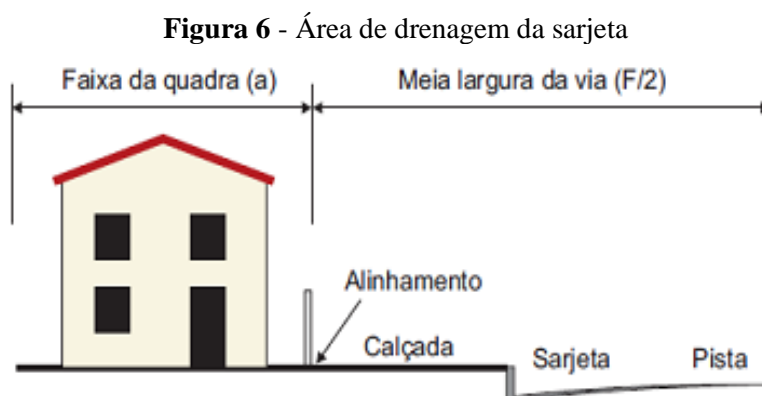 Figura 6 - Área de drenagem da sarjeta
Faixa da quadra (a) Meia largura da via (F/2)
Alinhamento
Calçada Sarjeta Pista